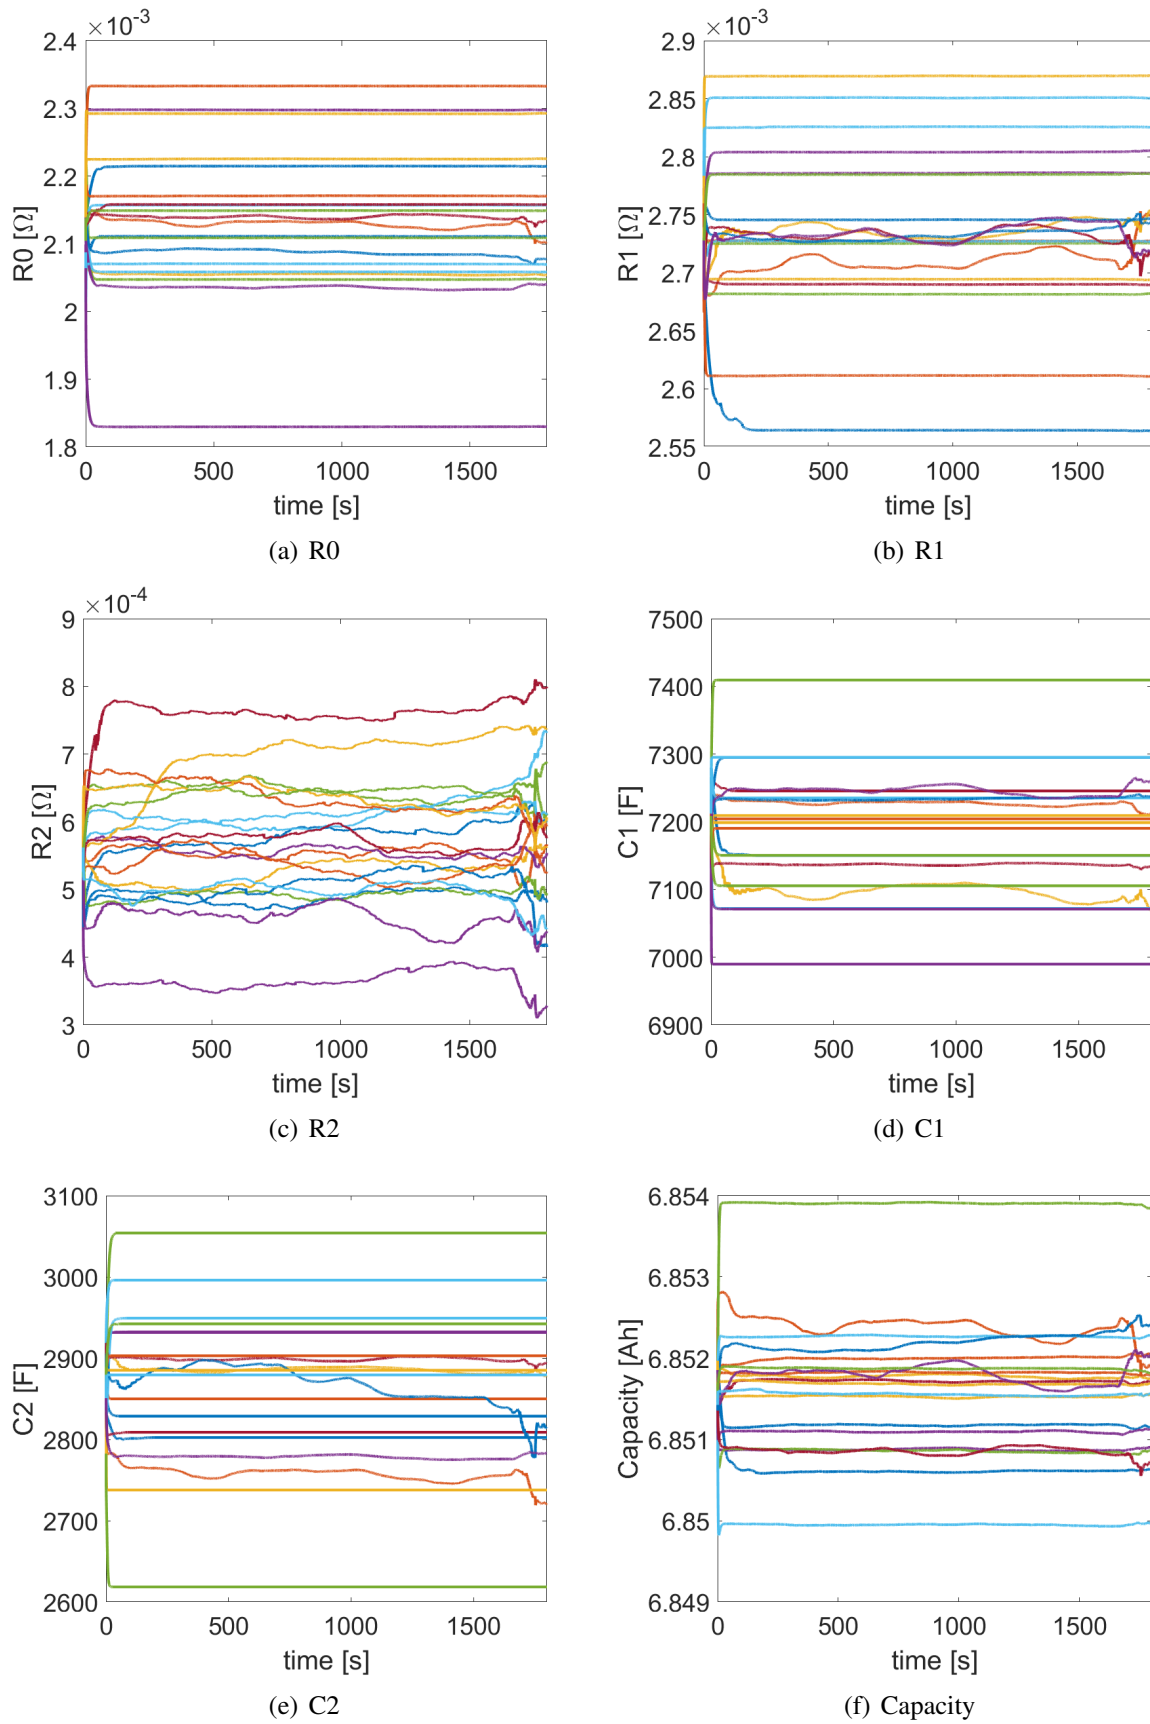 ×10⁻³
2.4
2.3
2.2
2.1
2
1.9
1.8
R0 [Ω]
0 500 1000 1500
time [s]
(a) R0
×10⁻³
2.9
2.85
2.8
2.75
2.7
2.65
2.6
2.55
R1 [Ω]
0 500 1000 1500
time [s]
(b) R1
×10⁻⁴
9
8
7
6
5
4
3
R2 [Ω]
0 500 1000 1500
time [s]
(c) R2
7500
7400
7300
7200
7100
7000
6900
C1 [F]
0 500 1000 1500
time [s]
(d) C1
3100
3000
2900
2800
2700
2600
C2 [F]
0 500 1000 1500
time [s]
(e) C2
6.854
6.853
6.852
6.851
6.85
6.849
Capacity [Ah]
0 500 1000 1500
time [s]
(f) Capacity